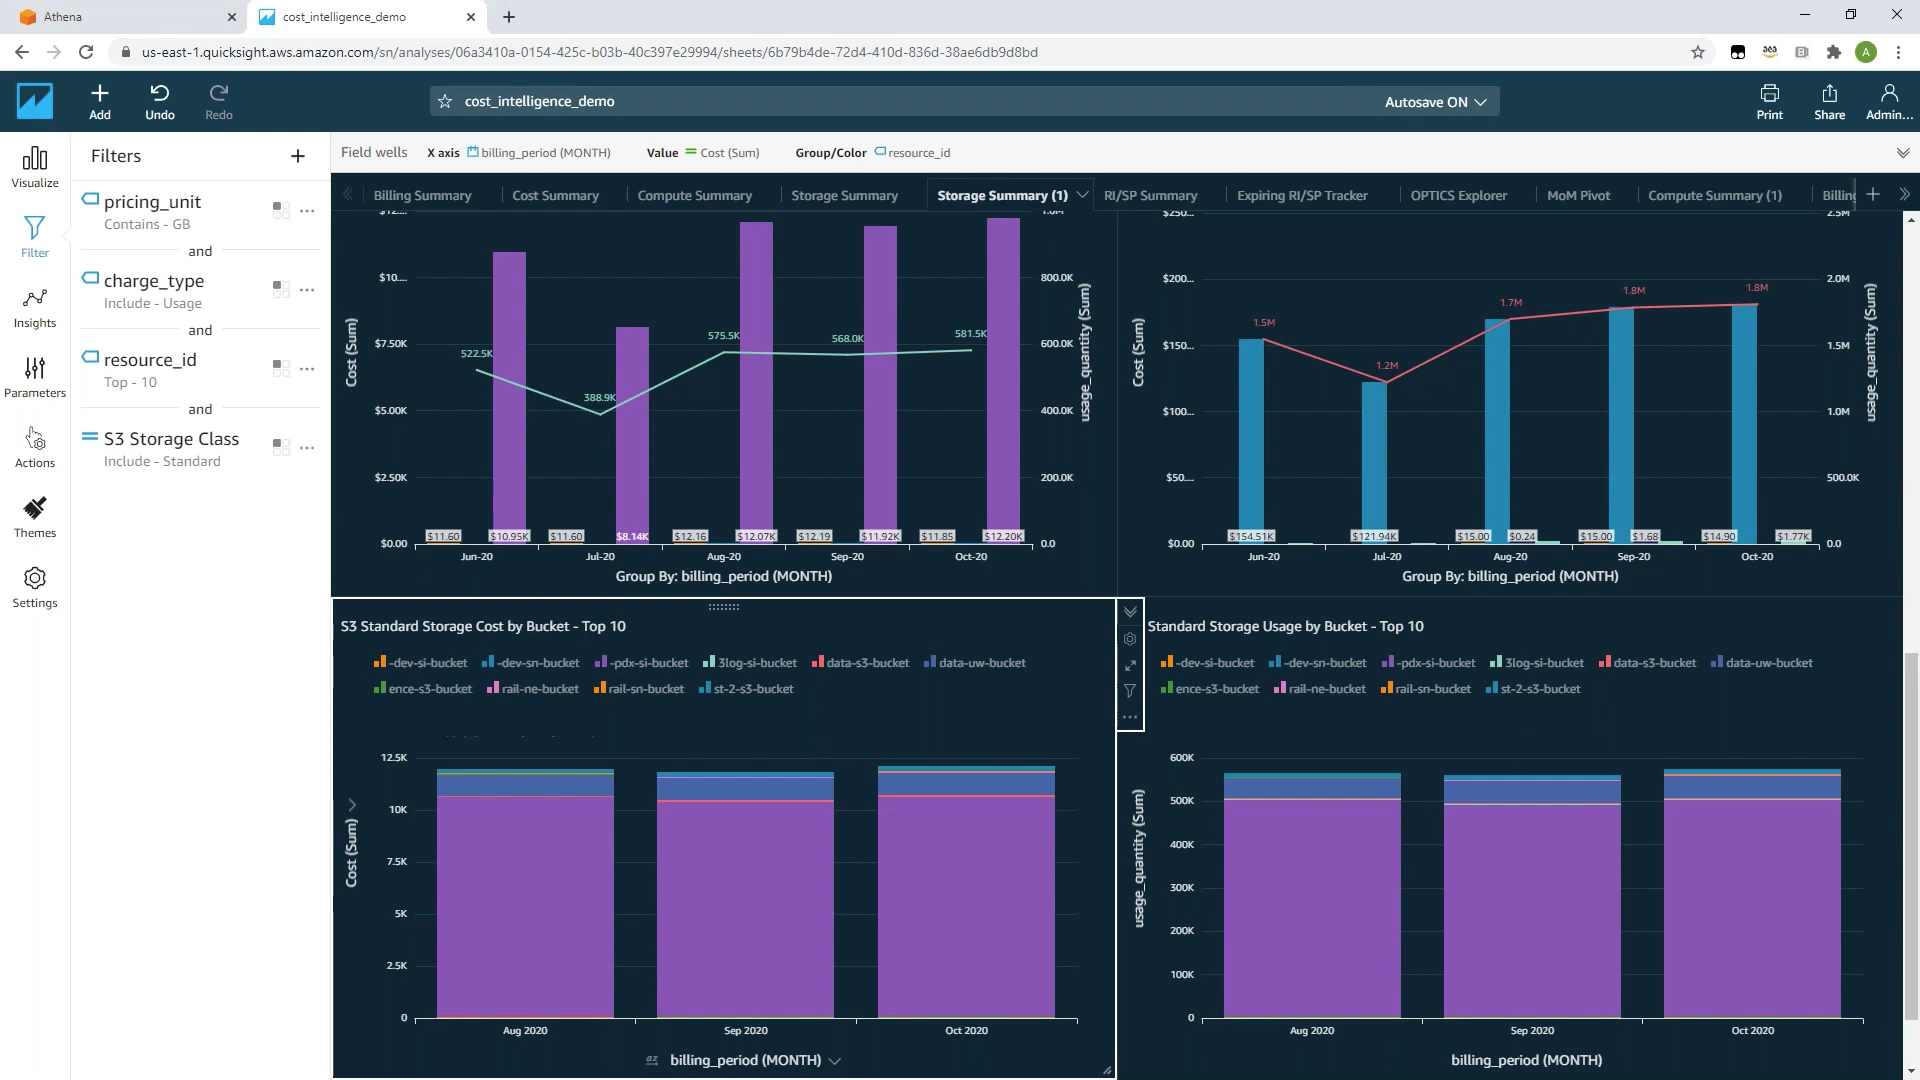 Athena
cost_intelligence_demo
us-east-1.quicksight.aws.amazon.com/sn/analyses/06a3410a-0154-425c-b03b-40c397e29994/sheets/6b79b4de-72d4-410d-836d-38ae6db9d8bd
A
Add
Undo
Redo
cost_intelligence_demo
Autosave ON
Print
Share
Admin...
Visualize
Filter
Insights
Parameters
Actions
Themes
Settings
Filters
pricing_unit
Contains - GB
and
charge_type
Include - Usage
and
resource_id
Top - 10
and
S3 Storage Class
Include - Standard
Field wells X axis billing_period (MONTH) Value Cost (Sum) Group/Color resource_id
Billing Summary Cost Summary Compute Summary Storage Summary Storage Summary (1) RI/SP Summary Expiring RI/SP Tracker OPTICS Explorer MoM Pivot Compute Summary (1) Billing
$12....
$10....
$7.50K
$5.00K
$2.50K
$0.00
Cost (Sum)
1.0M
800.0K
600.0K
400.0K
200.0K
0.0
usage_quantity (Sum)
522.5K 388.9K 575.5K 568.0K 581.5K
$11.60 $10.95K $11.60 $8.14K $12.16 $12.07K $12.19 $11.92K $11.85 $12.20K
Jun-20 Jul-20 Aug-20 Sep-20 Oct-20
Group By: billing_period (MONTH)
$250...
$200...
$150...
$100...
$50....
$0.00
Cost (Sum)
2.5M
2.0M
1.5M
1.0M
500.0K
0.0
usage_quantity (Sum)
1.5M 1.2M 1.7M 1.8M 1.8M
$154.51K $121.94K $15.00 $0.24 $15.00 $1.68 $14.90 $1.77K
Jun-20 Jul-20 Aug-20 Sep-20 Oct-20
Group By: billing_period (MONTH)
S3 Standard Storage Cost by Bucket - Top 10
-dev-si-bucket -dev-sn-bucket -pdx-si-bucket 3log-si-bucket data-s3-bucket data-uw-bucket
ence-s3-bucket rail-ne-bucket rail-sn-bucket st-2-s3-bucket
12.5K
10K
7.5K
5K
2.5K
0
Cost (Sum)
Aug 2020 Sep 2020 Oct 2020
billing_period (MONTH)
Standard Storage Usage by Bucket - Top 10
-dev-si-bucket -dev-sn-bucket -pdx-si-bucket 3log-si-bucket data-s3-bucket data-uw-bucket
ence-s3-bucket rail-ne-bucket rail-sn-bucket st-2-s3-bucket
600K
500K
400K
300K
200K
100K
0
usage_quantity (Sum)
Aug 2020 Sep 2020 Oct 2020
billing_period (MONTH)